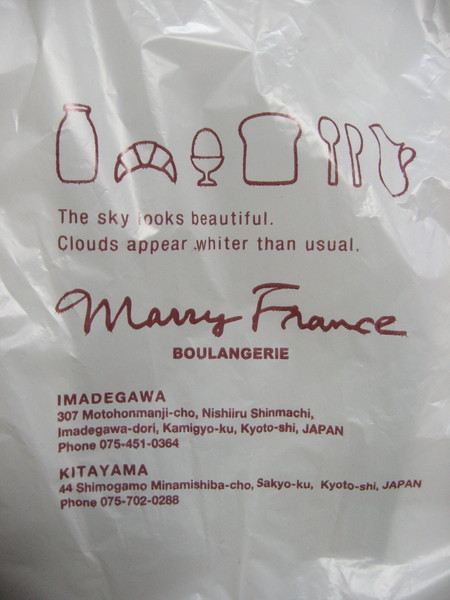 The sky looks beautiful.
Clouds appear whiter than usual.
Marry France
BOULANGERIE
IMADEGAWA
307 Motohonmanji-cho, Nishiiru Shinmachi,
Imadegawa-dori, Kamigyo-ku, Kyoto-shi, JAPAN
Phone 075-451-0364
KITAYAMA
44 Shimogamo Minamishiba-cho, Sakyo-ku, Kyoto-shi, JAPAN
Phone 075-702-0288